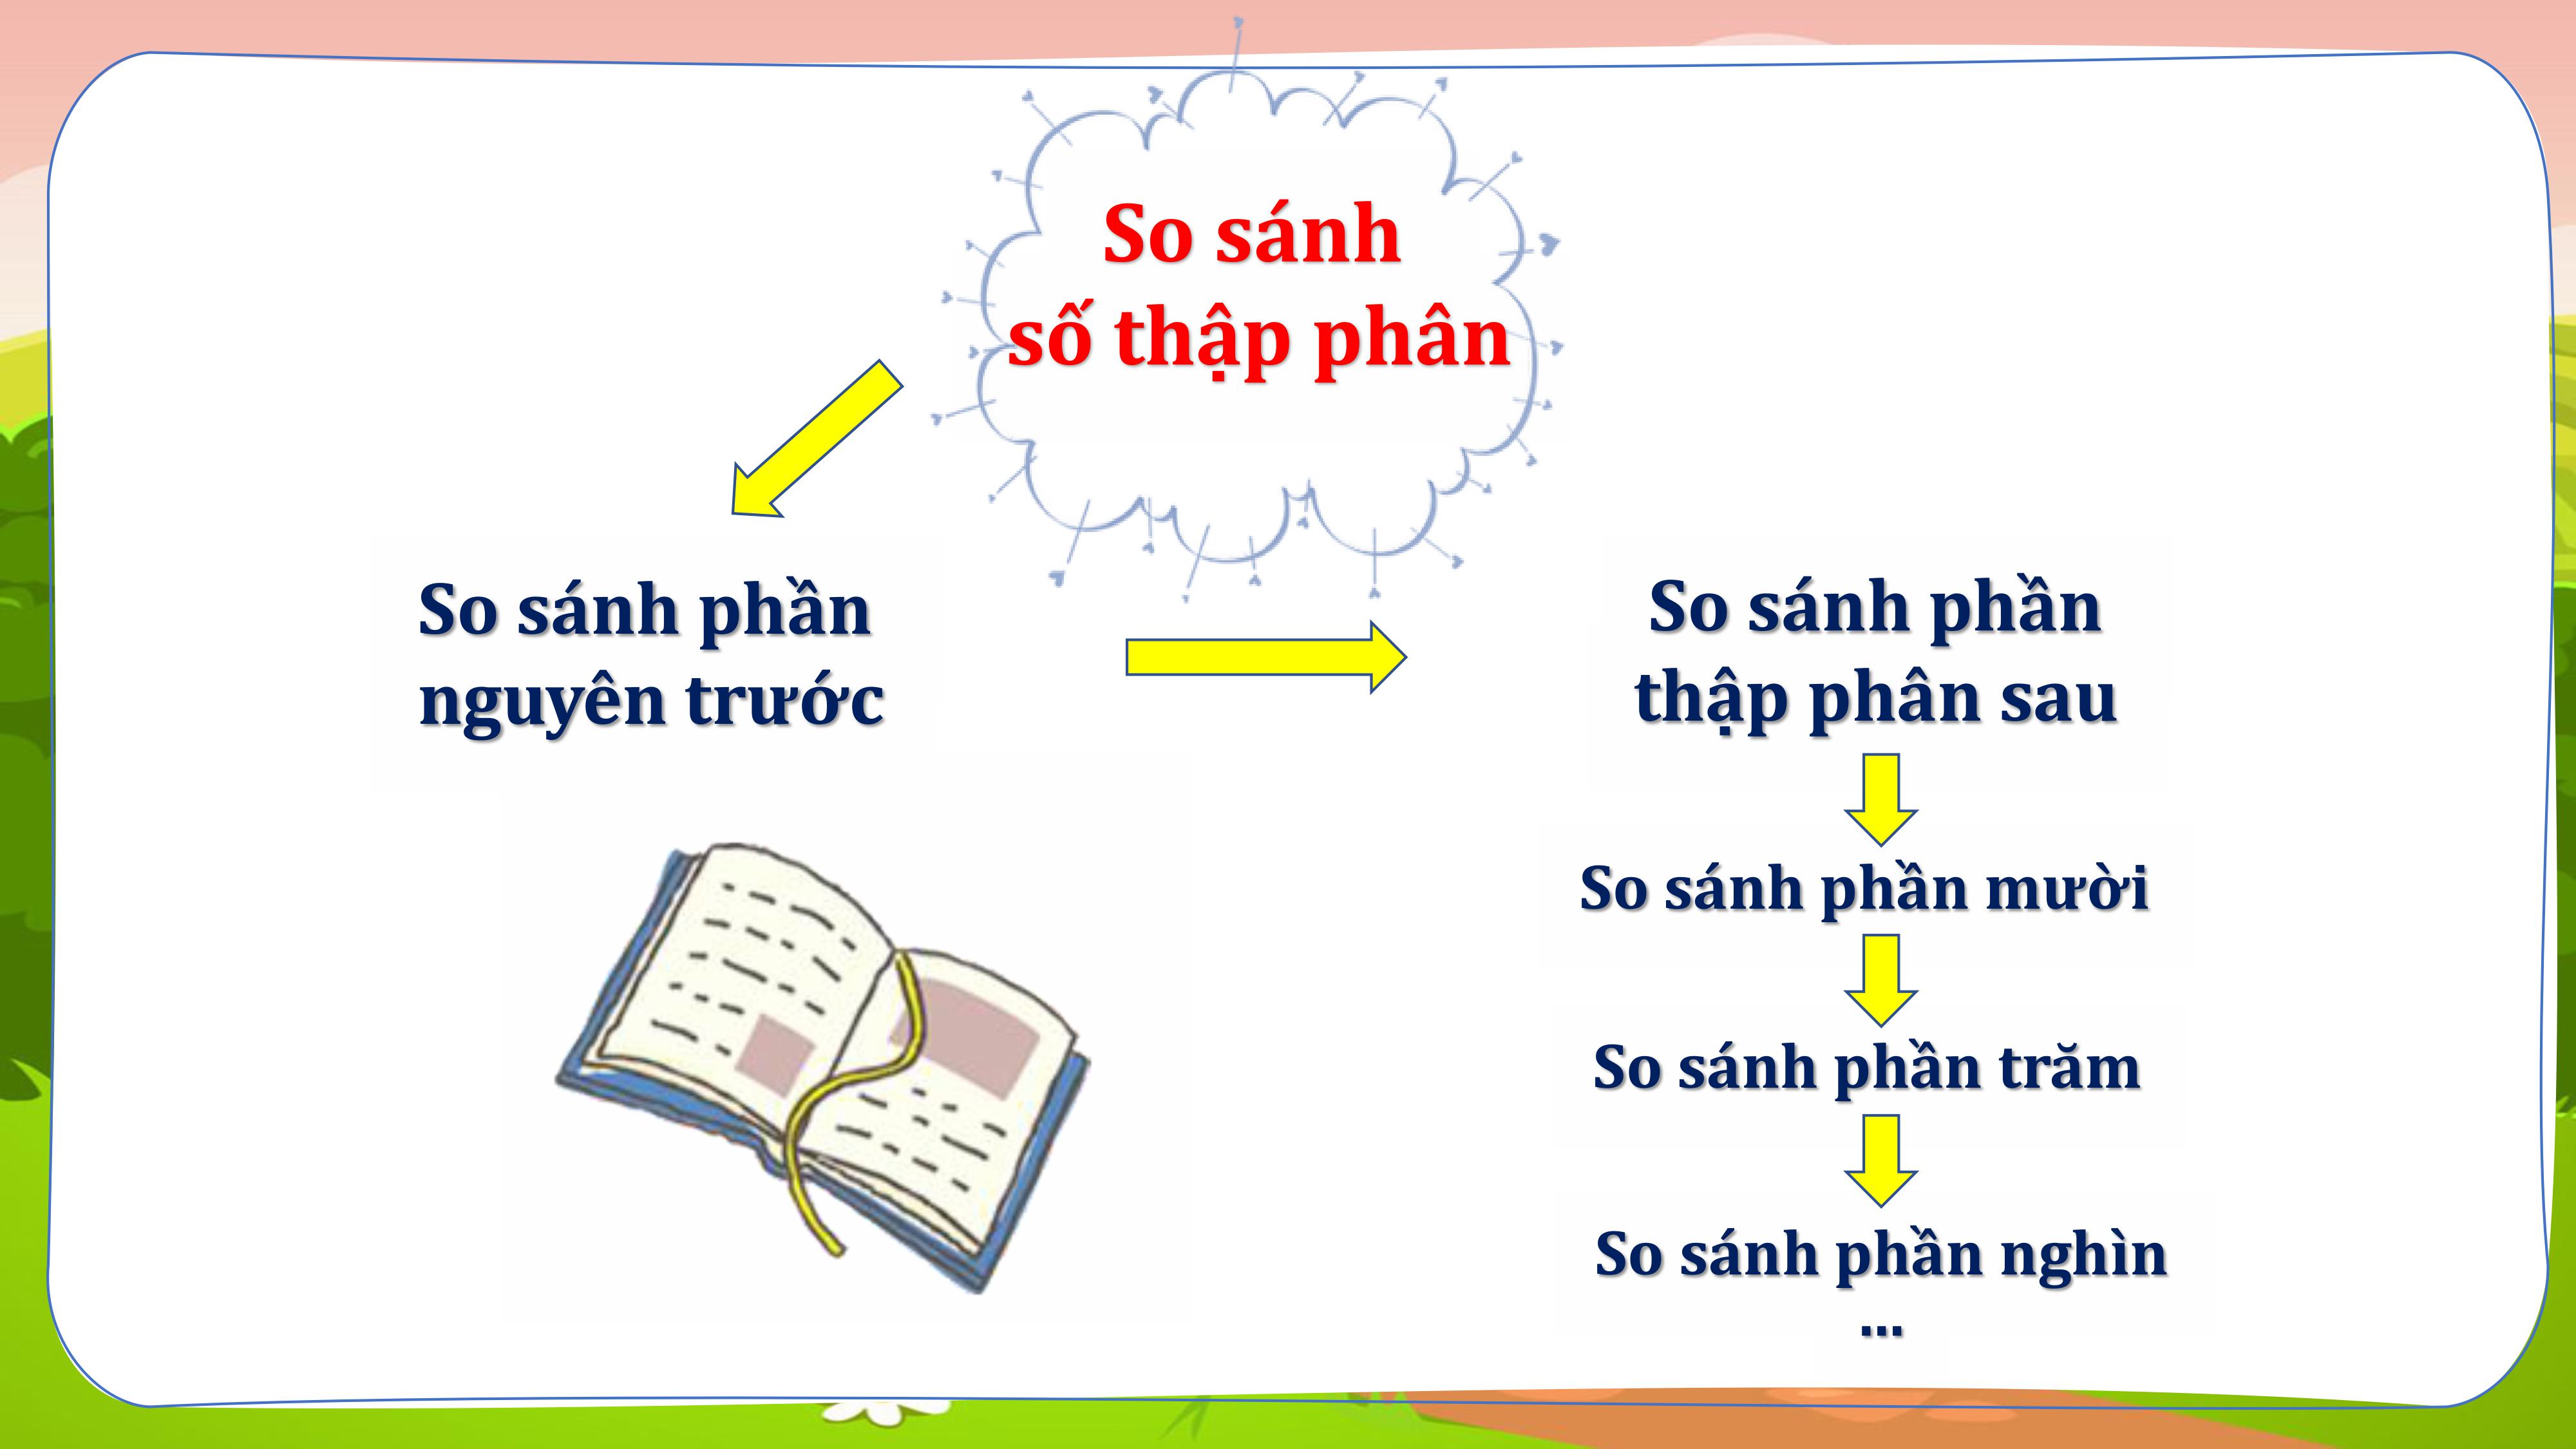 So sánh
số thập phân
So sánh phần
nguyên trước
So sánh phần
thập phân sau
So sánh phần mười
So sánh phần trăm
So sánh phần nghìn
...